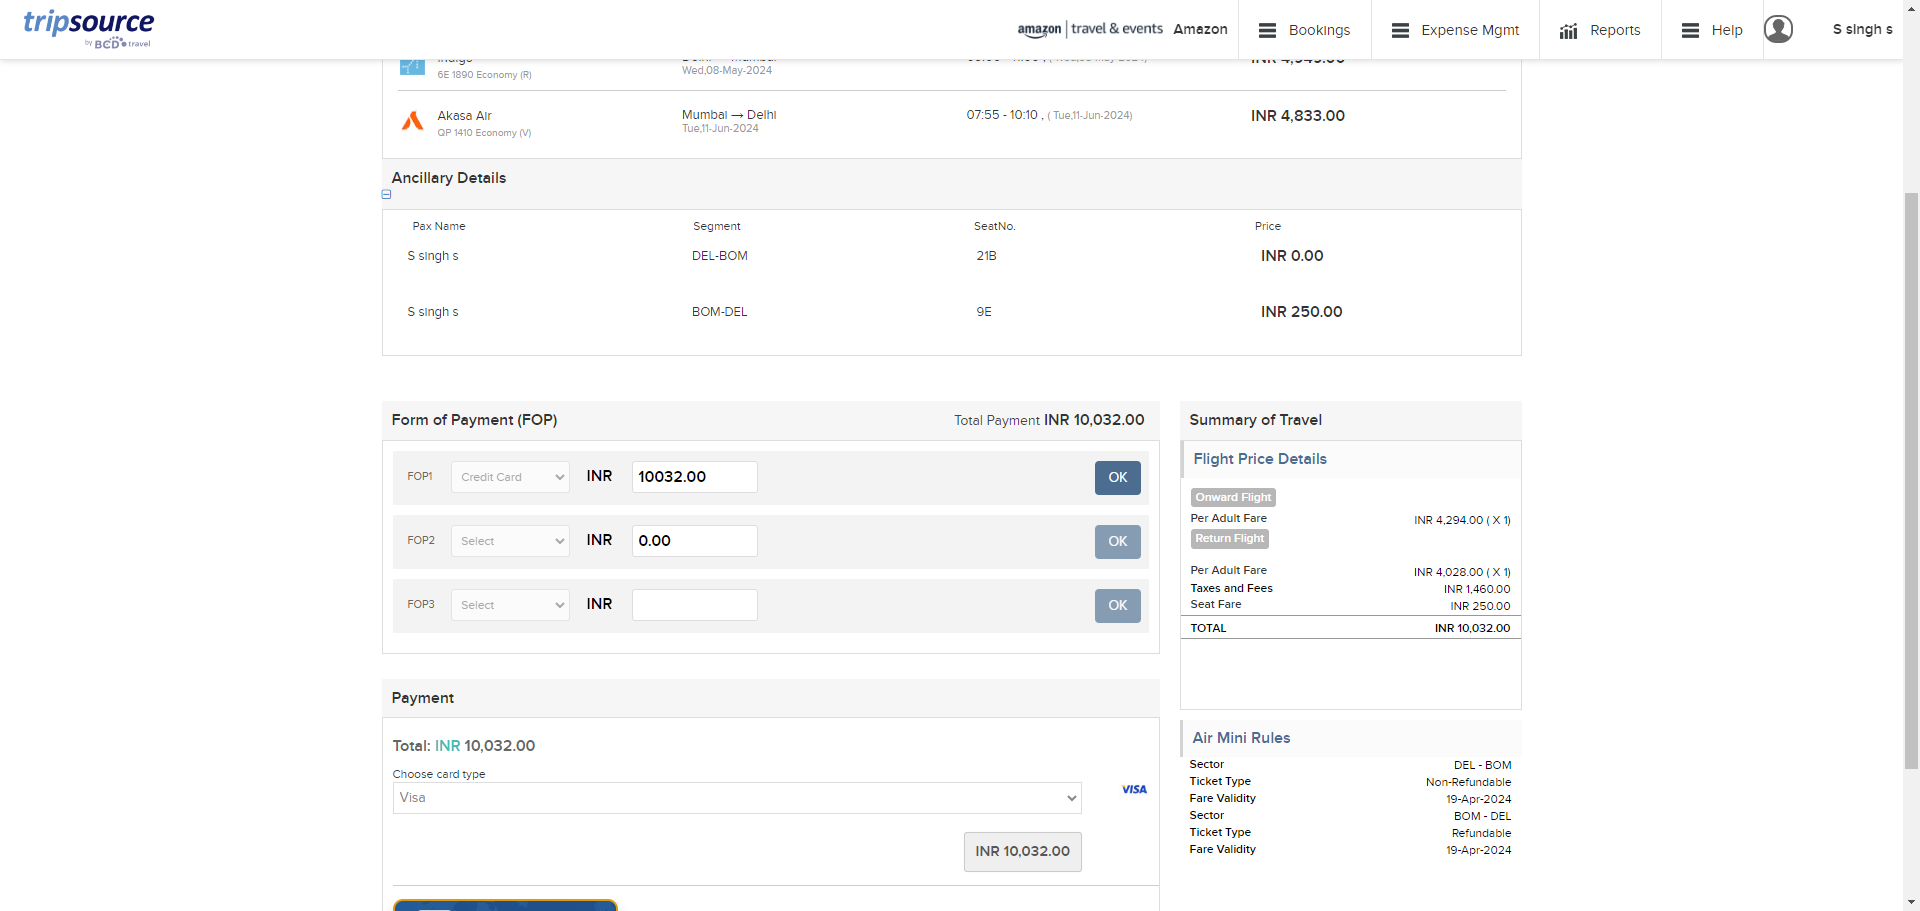 tripsource
by BCD travel
amazon | travel & events Amazon
Bookings
Expense Mgmt
Reports
Help
S singh s
6E 1890 Economy (R)
Wed,08-May-2024
Akasa Air
QP 1410 Economy (V)
Mumbai → Delhi
Tue,11-Jun-2024
07:55 - 10:10 , ( Tue,11-Jun-2024)
INR 4,833.00
Ancillary Details
Pax Name Segment SeatNo. Price
S singh s DEL-BOM 21B INR 0.00
S singh s BOM-DEL 9E INR 250.00
Form of Payment (FOP) Total Payment INR 10,032.00
FOP1 Credit Card INR 10032.00 OK
FOP2 Select INR 0.00 OK
FOP3 Select INR OK
Payment
Total: INR 10,032.00
Choose card type
Visa
VISA
INR 10,032.00
Summary of Travel
Flight Price Details
Onward Flight
Per Adult Fare INR 4,294.00 ( X 1)
Return Flight
Per Adult Fare INR 4,028.00 ( X 1)
Taxes and Fees INR 1,460.00
Seat Fare INR 250.00
TOTAL INR 10,032.00
Air Mini Rules
Sector DEL - BOM
Ticket Type Non-Refundable
Fare Validity 19-Apr-2024
Sector BOM - DEL
Ticket Type Refundable
Fare Validity 19-Apr-2024